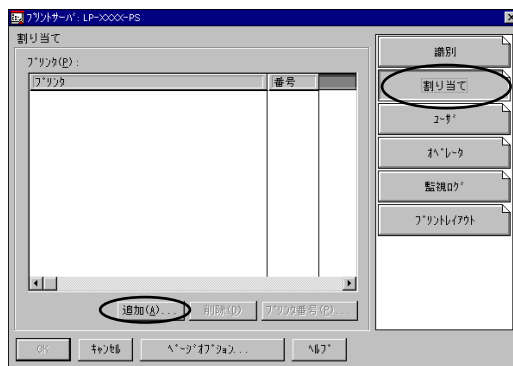 ﾌﾟﾘﾝﾄｻｰﾊﾞ: LP-XXXX-PS
割り当て
ﾌﾟﾘﾝﾀ(P):
ﾌﾟﾘﾝﾀ 番号
追加(A)... 削除(D) ﾌﾟﾘﾝﾀ番号(P)...
OK ｷｬﾝｾﾙ ﾍﾟｰｼﾞｵﾌﾟｼｮﾝ... ﾍﾙﾌﾟ
識別
割り当て
ﾕｰｻﾞ
ｵﾍﾟﾚｰﾀ
監視ﾛｸﾞ
ﾌﾟﾘﾝﾄﾚｲｱｳﾄ